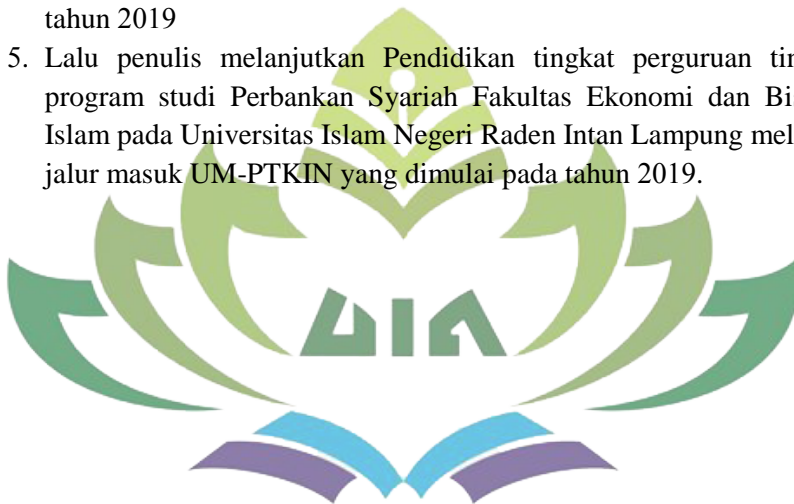 tahun 2019
5. Lalu penulis melanjutkan Pendidikan tingkat perguruan tin
program studi Perbankan Syariah Fakultas Ekonomi dan Bi
Islam pada Universitas Islam Negeri Raden Intan Lampung mel
jalur masuk UM-PTKIN yang dimulai pada tahun 2019.
UIN